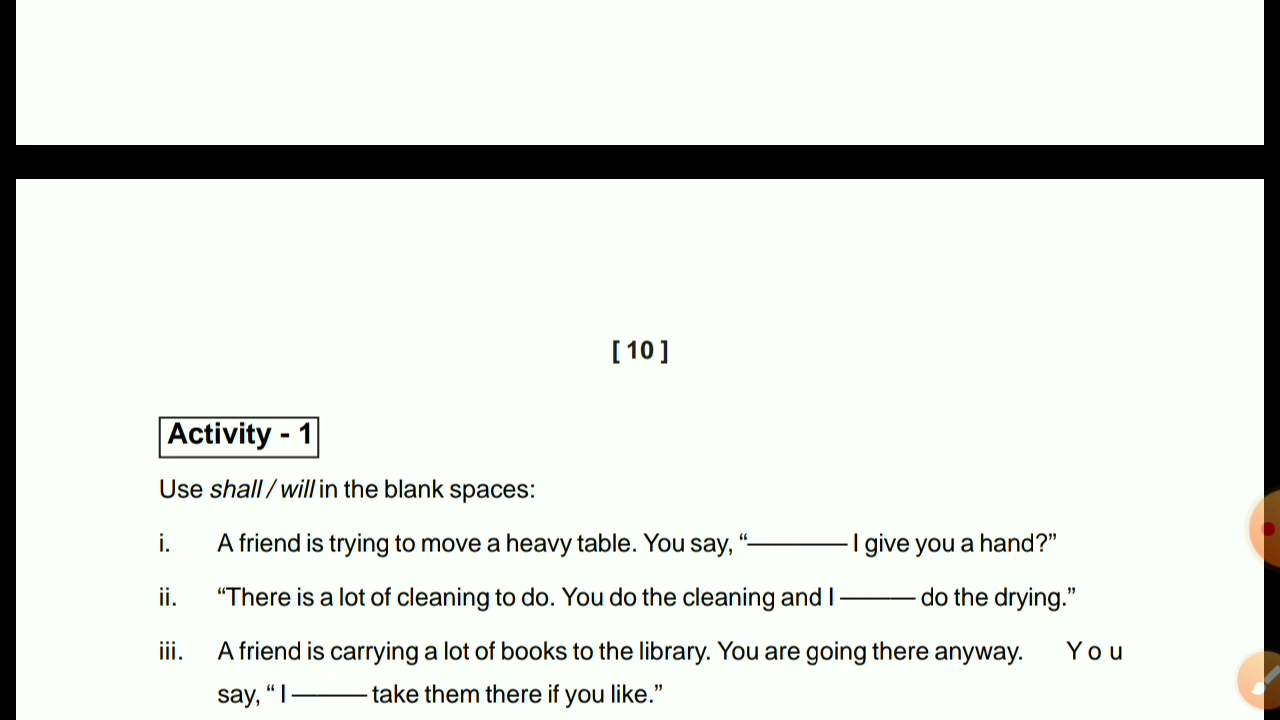 [ 10 ]
Activity - 1
Use shall / will in the blank spaces:
i. A friend is trying to move a heavy table. You say, “———— I give you a hand?”
ii. “There is a lot of cleaning to do. You do the cleaning and I ——— do the drying.”
iii. A friend is carrying a lot of books to the library. You are going there anyway. Y o u
say, “ I ——— take them there if you like.”